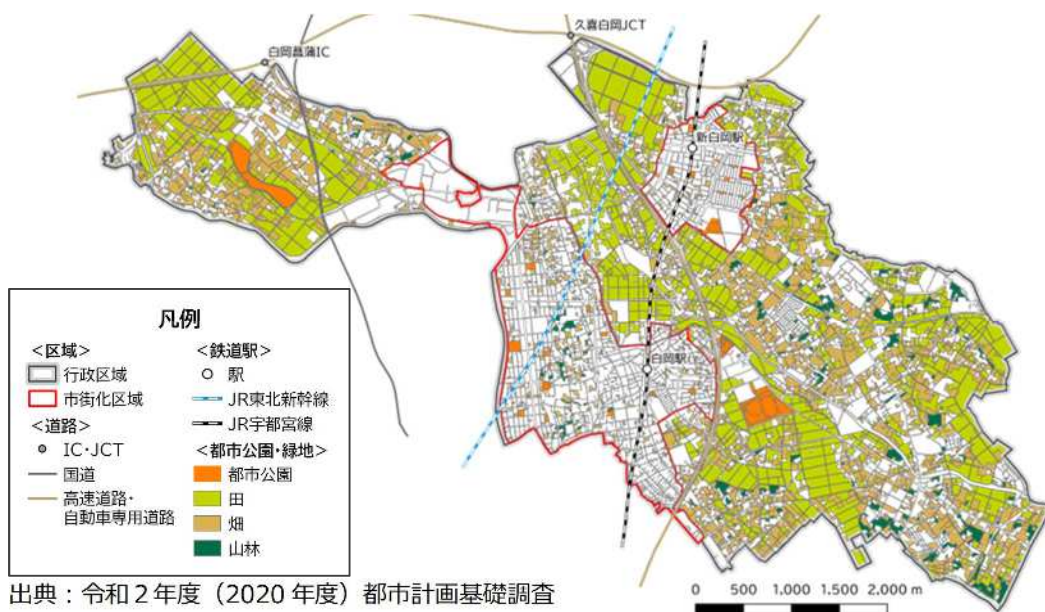 久喜白岡JCT
白岡菖蒲IC
新白岡駅
白岡駅
凡例
<区域>
行政区域
市街化区域
<道路>
IC・JCT
国道
高速道路・
自動車専用道路
<鉄道駅>
駅
JR東北新幹線
JR宇都宮線
<都市公園・緑地>
都市公園
田
畑
山林
出典:令和2年度(2020 年度)都市計画基礎調査
0 500 1,000 1,500 2,000 m